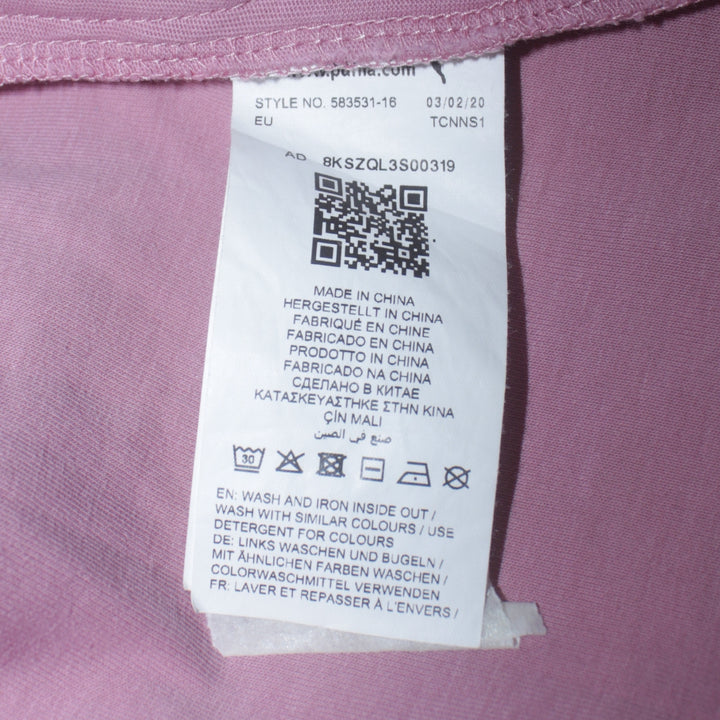 www.puma.com
STYLE NO. 583531-16 03/02/20
EU TCNNS1
AD 8KSZQL3S00319
MADE IN CHINA
HERGESTELLT IN CHINA
FABRIQUÉ EN CHINE
FABRICADO EN CHINA
PRODOTTO IN CHINA
FABRICADO NA CHINA
СДЕЛАНО В КИТАЕ
ΚΑΤΑΣΚΕΥΑΣΤΗΚΕ ΣΤΗΝ ΚΙΝΑ
ÇİN MALI
صنع في الصين
30
EN: WASH AND IRON INSIDE OUT /
WASH WITH SIMILAR COLOURS / USE
DETERGENT FOR COLOURS
DE: LINKS WASCHEN UND BUGELN /
MIT ÄHNLICHEN FARBEN WASCHEN /
COLORWASCHMITTEL VERWENDEN
FR: LAVER ET REPASSER À L'ENVERS /